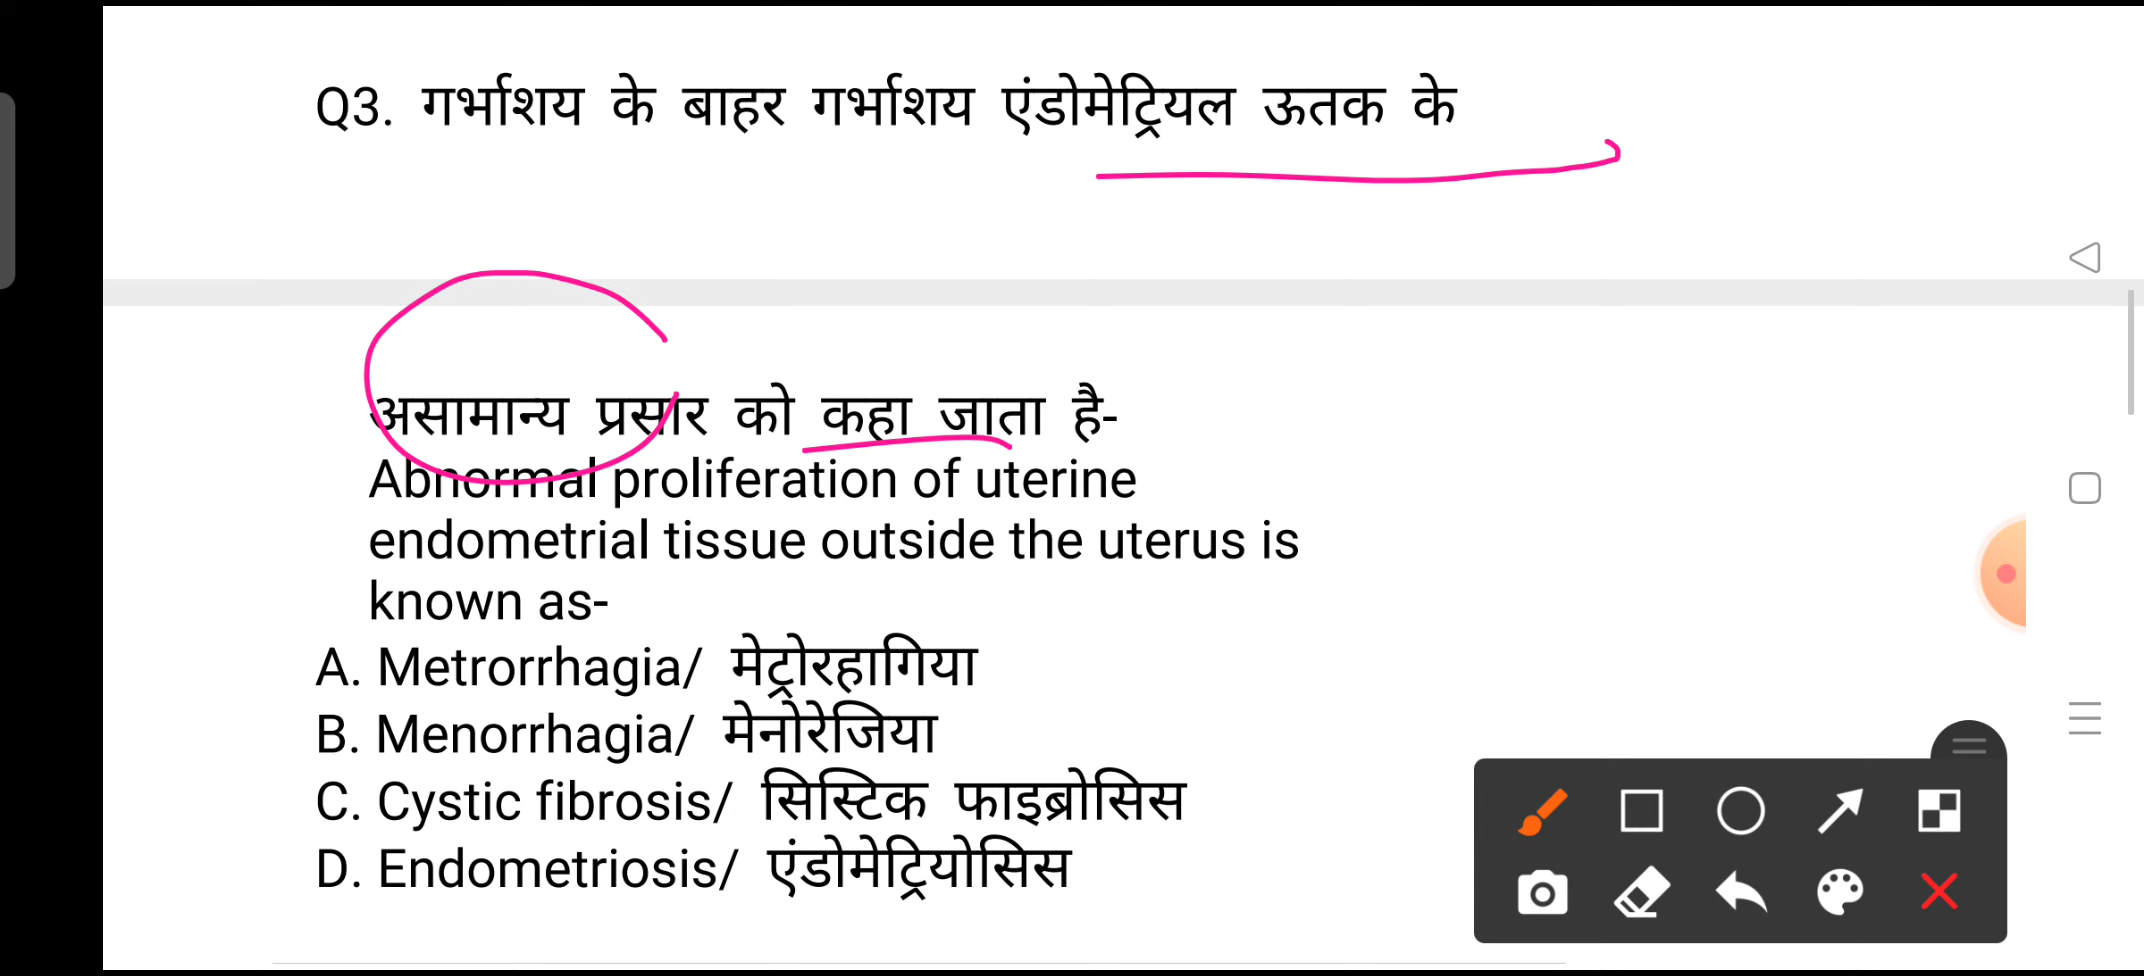 Q3. गर्भाशय के बाहर गर्भाशय एंडोमेट्रियल ऊतक के
असामान्य प्रसार को कहा जाता है-
Abnormal proliferation of uterine
endometrial tissue outside the uterus is
known as-
A. Metrorrhagia/ मेट्रोरहागिया
B. Menorrhagia/ मेनोरेजिया
C. Cystic fibrosis/ सिस्टिक फाइब्रोसिस
D. Endometriosis/ एंडोमेट्रियोसिस